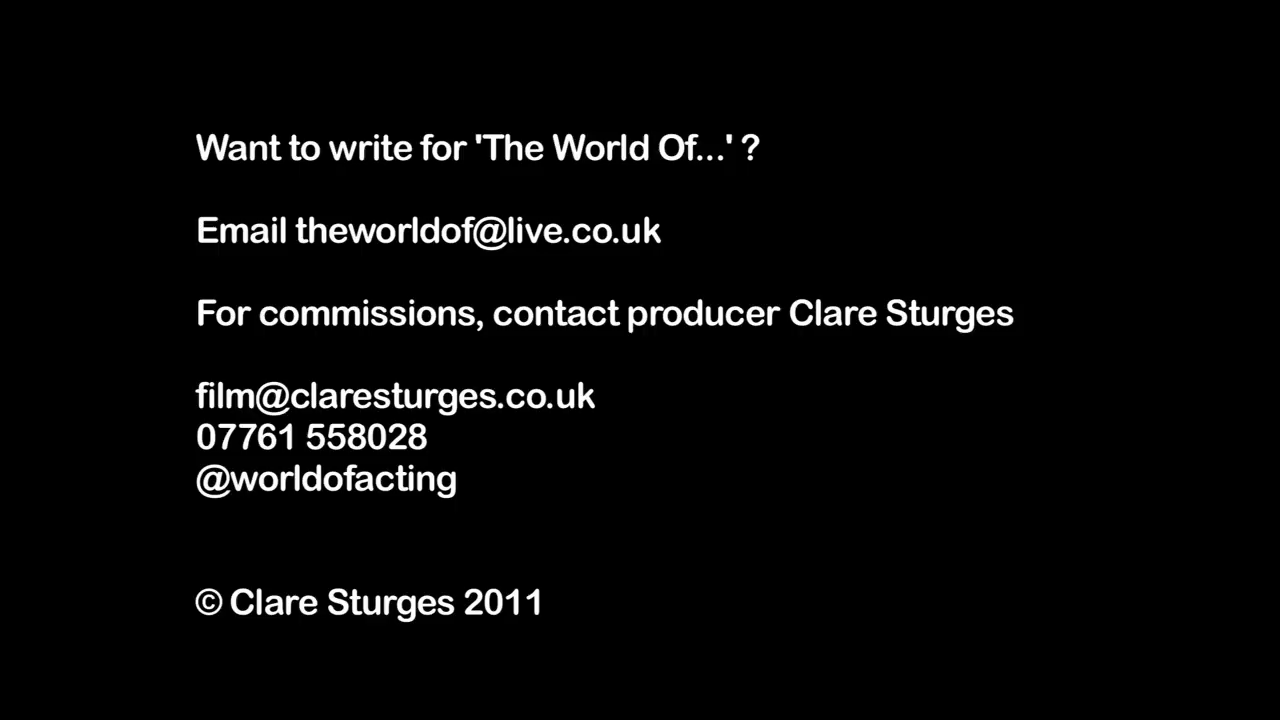 Want to write for 'The World Of...' ?
Email theworldof@live.co.uk
For commissions, contact producer Clare Sturges
film@claresturges.co.uk
07761 558028
@worldofacting
© Clare Sturges 2011